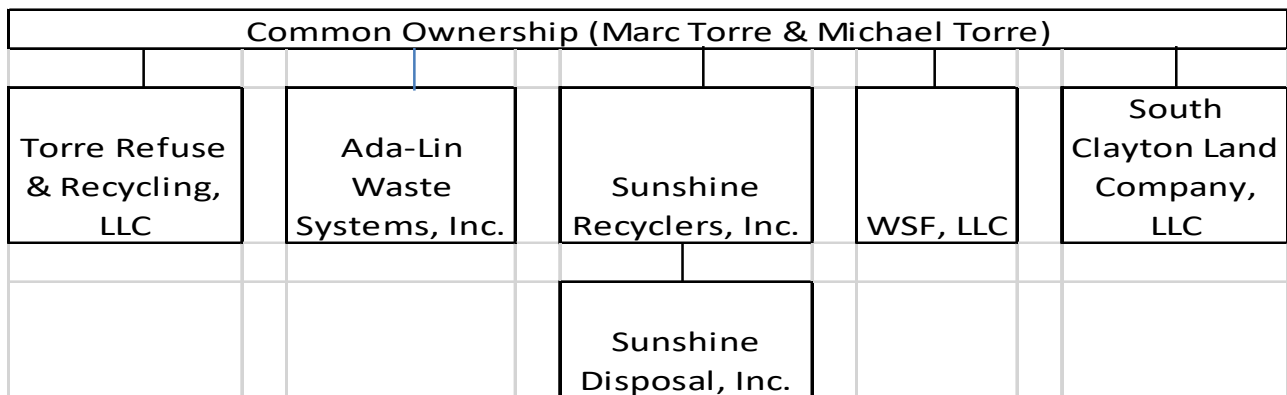 Common Ownership (Marc Torre & Michael Torre)
Torre Refuse
& Recycling,
LLC
Ada-Lin
Waste
Systems, Inc.
Sunshine
Recyclers, Inc.
WSF, LLC
South
Clayton Land
Company,
LLC
Sunshine
Disposal, Inc.